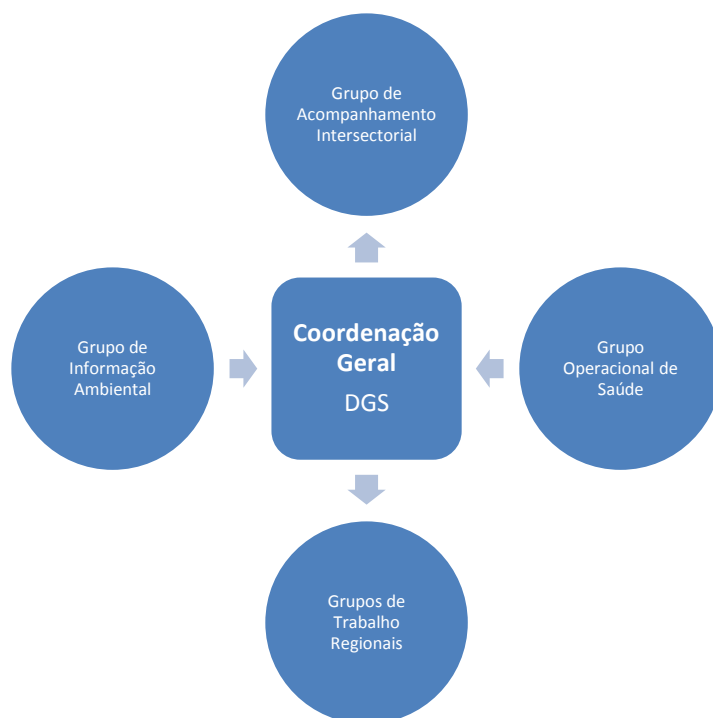 Grupo de
Acompanhamento
Intersectorial
Grupo de
Informação
Ambiental
Coordenação
Geral
DGS
Grupo
Operacional de
Saúde
Grupos de
Trabalho
Regionais